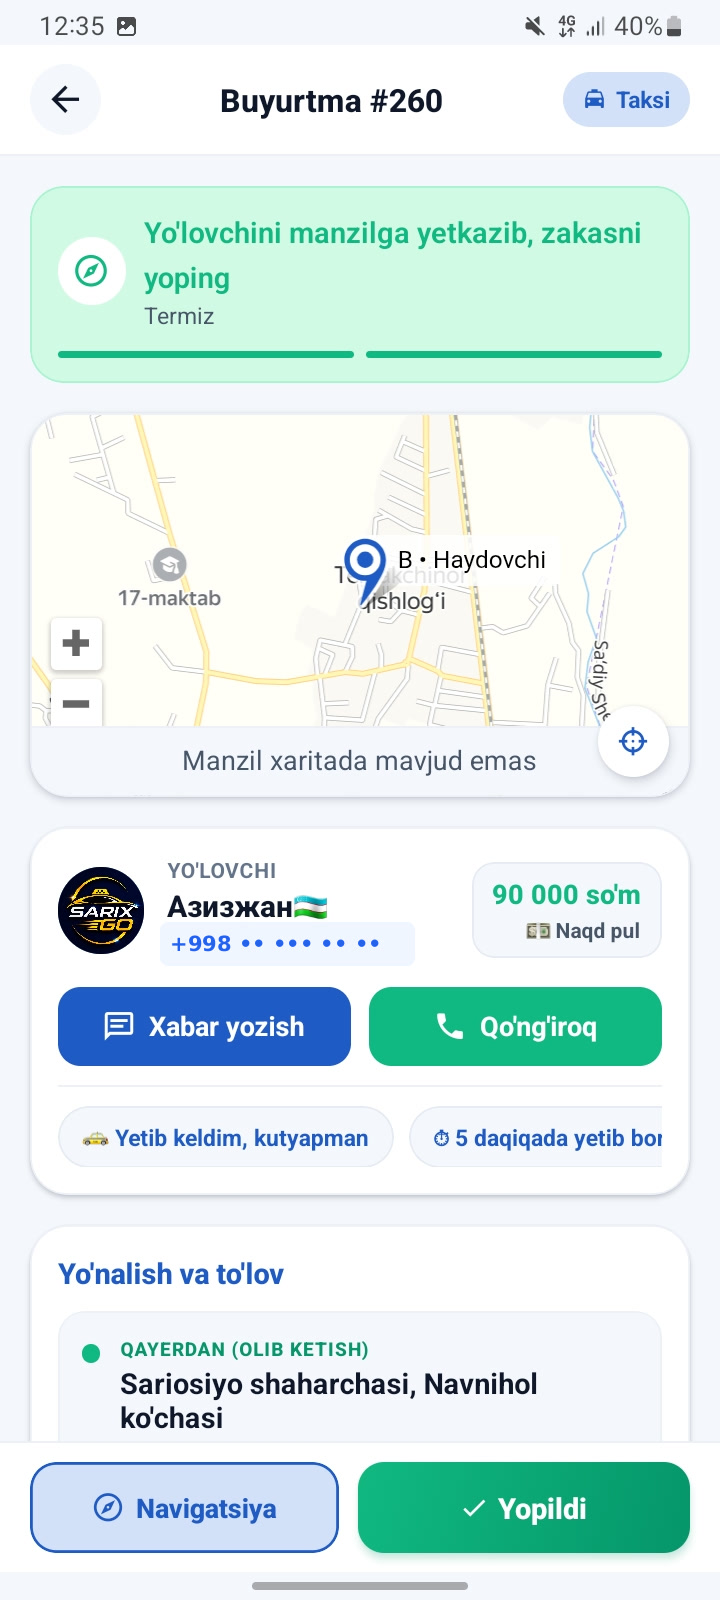 12:35
4G
40%
Buyurtma #260
Taksi
Yo'lovchini manzilga yetkazib, zakasni
yoping
Termiz
B • Haydovchi
17-maktab
qishlog‘i
Sa'diy
Manzil xaritada mavjud emas
YO'LOVCHI
SARIX
GO
Азизжан🇺🇿
+998 •• ••• •• ••
90 000 so'm
💵 Naqd pul
Xabar yozish
Qo'ng'iroq
🚕 Yetib keldim, kutyapman
⏱ 5 daqiqada yetib bor
Yo'nalish va to'lov
QAYERDAN (OLIB KETISH)
Sariosiyo shaharchasi, Navnihol
ko'chasi
Navigatsiya
Yopildi